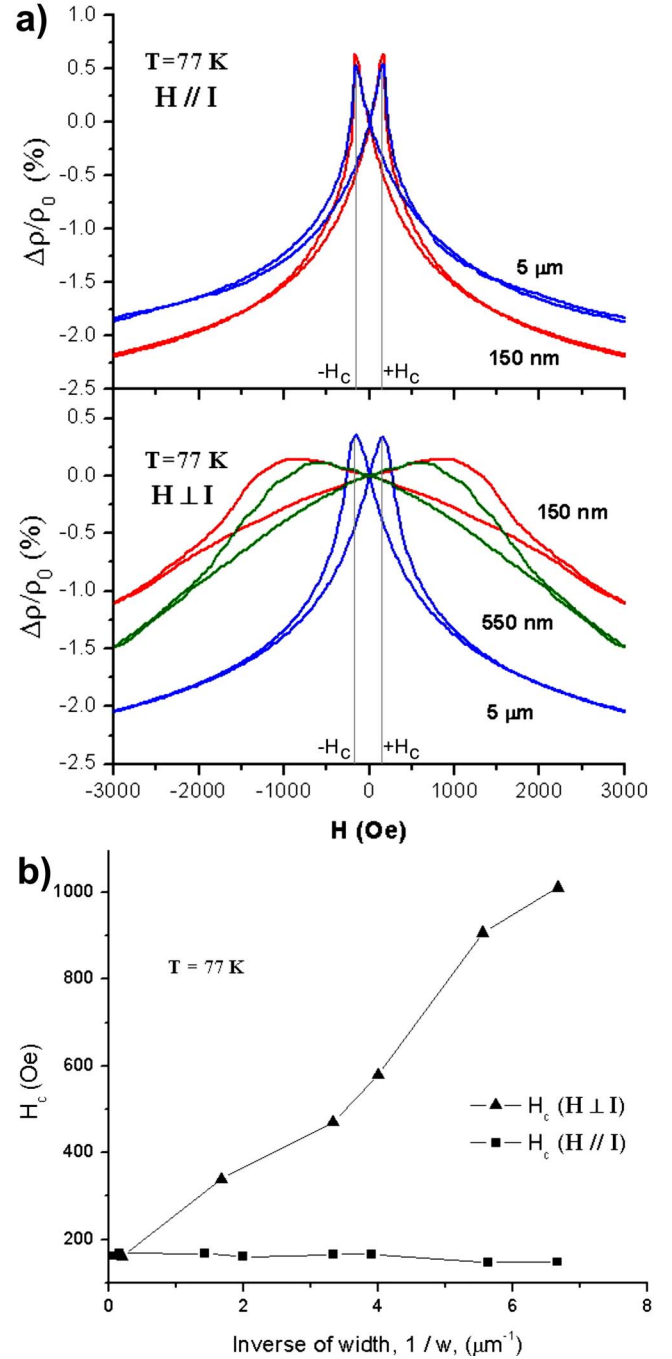 a)
T=77 K
H // I
1.0
0.5
0.0
-0.5
-1.0
-1.5
-2.0
-2.5
Δρ/ρ0 (%)
5 μm
150 nm
-Hc
+Hc
T=77 K
H ⊥ I
0.5
0.0
-0.5
-1.0
-1.5
-2.0
-2.5
Δρ/ρ0 (%)
150 nm
550 nm
5 μm
-Hc
+Hc
-3000 -2000 -1000 0 1000 2000 3000
H (Oe)
b)
T = 77 K
1000
800
600
400
200
Hc (Oe)
Hc (H ⊥ I)
Hc (H // I)
0 2 4 6 8
Inverse of width, 1 / w, (μm-1)